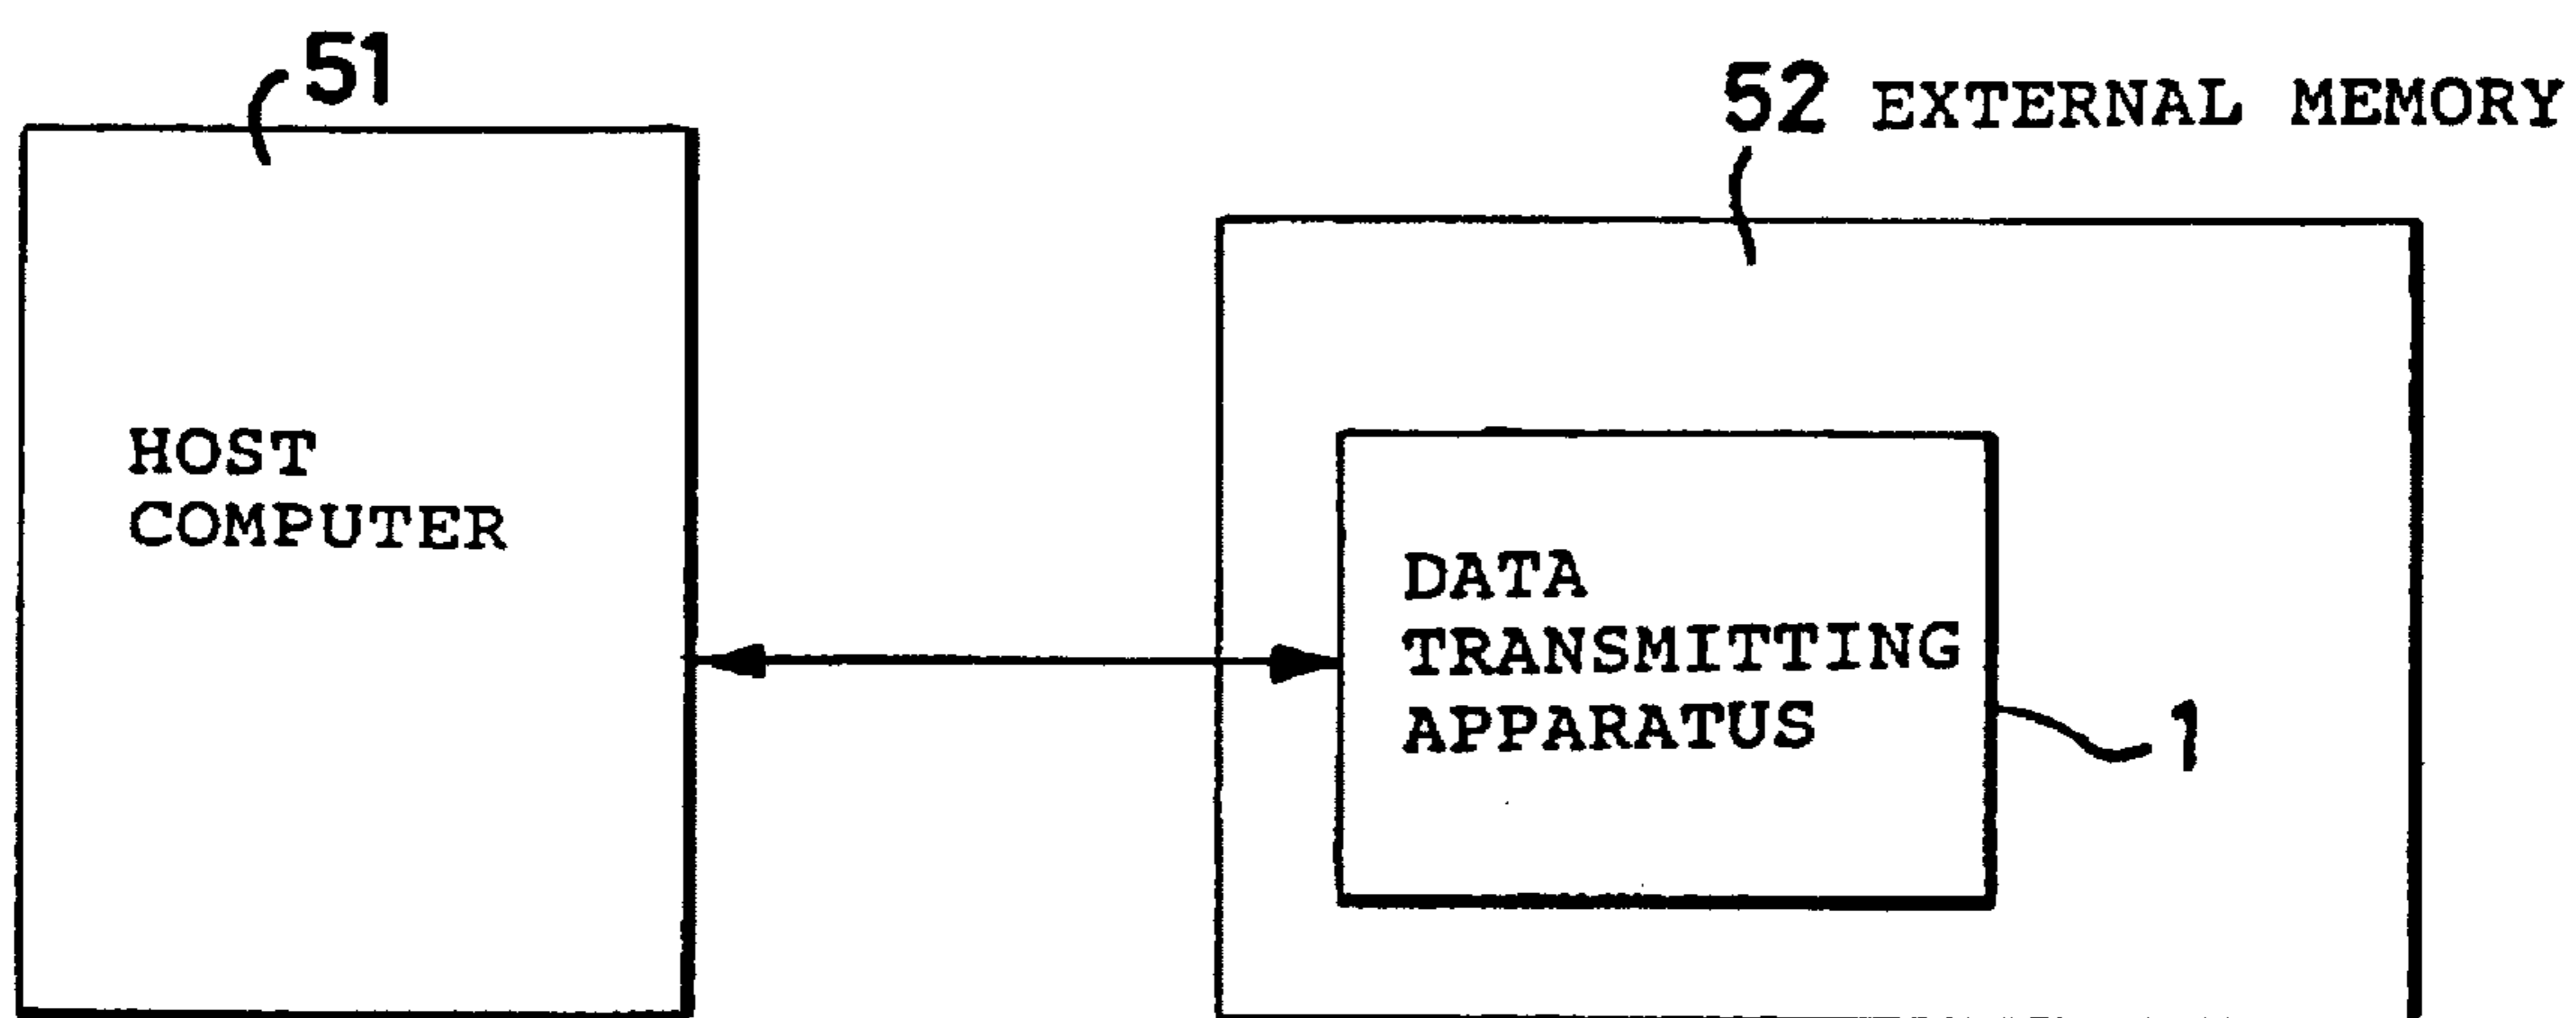 51
52 EXTERNAL MEMORY
HOST
COMPUTER
DATA
TRANSMITTING
APPARATUS
1